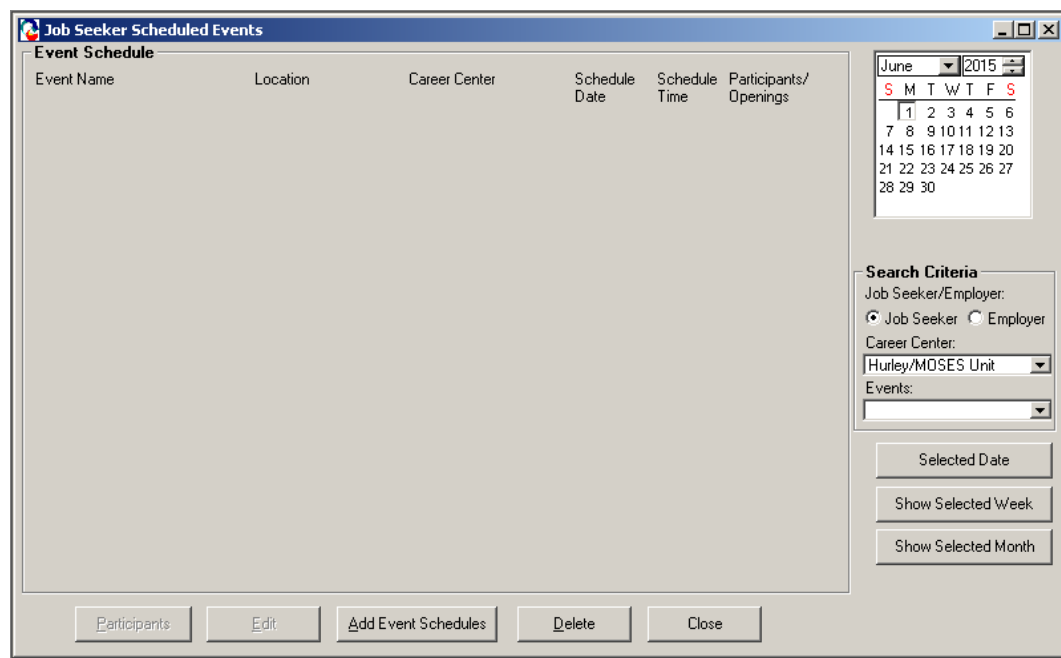 Job Seeker Scheduled Events
Event Schedule
Event Name Location Career Center Schedule Date Schedule Time Participants/ Openings
June 2015
S M T W T F S
1 2 3 4 5 6
7 8 9 10 11 12 13
14 15 16 17 18 19 20
21 22 23 24 25 26 27
28 29 30
Search Criteria
Job Seeker/Employer:
Job Seeker Employer
Career Center:
Hurley/MOSES Unit
Events:
Selected Date
Show Selected Week
Show Selected Month
Participants Edit Add Event Schedules Delete Close